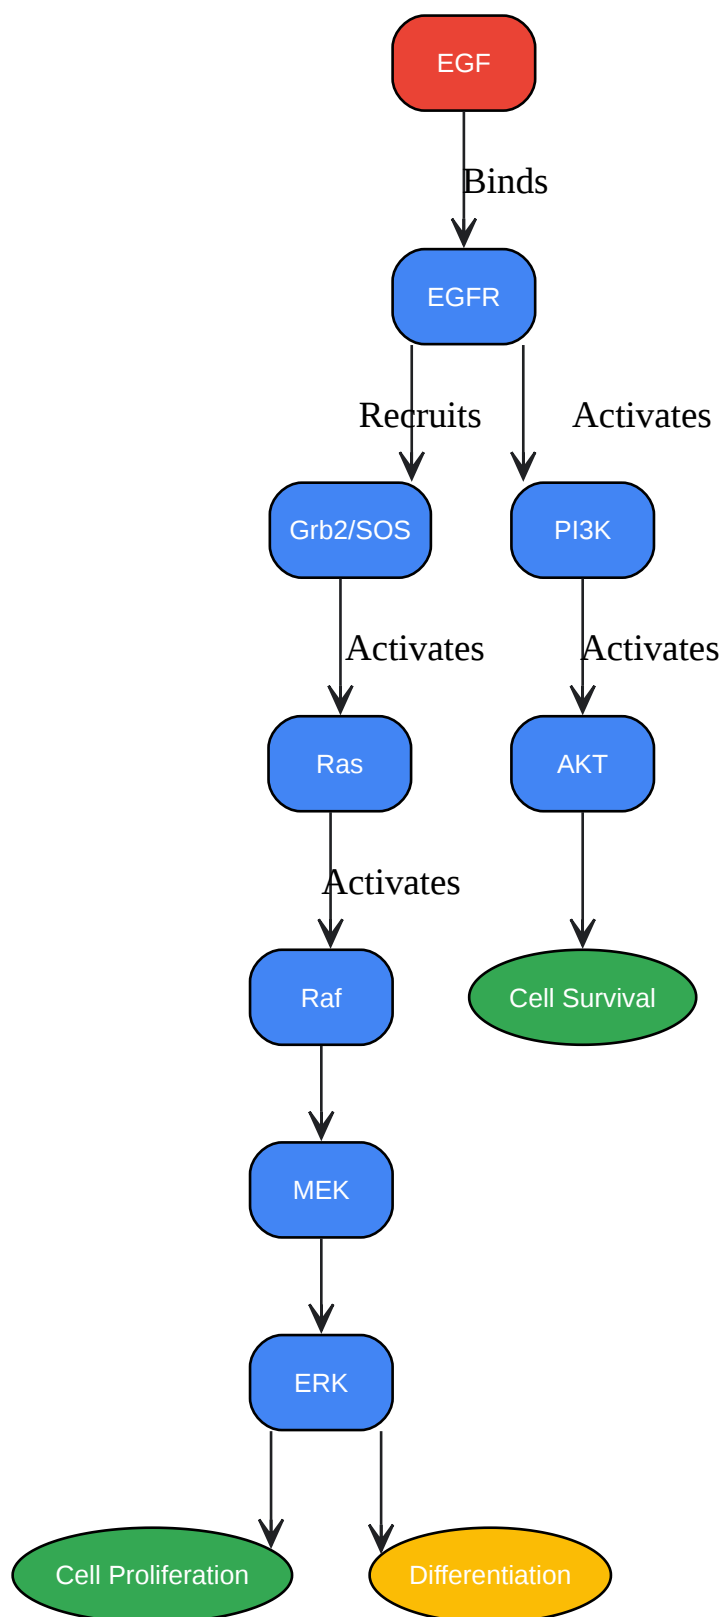 EGF
Binds
EGFR
Recruits
Activates
Grb2/SOS
PI3K
Activates
Activates
Ras
AKT
Activates
Raf
Cell Survival
MEK
ERK
Cell Proliferation
Differentiation